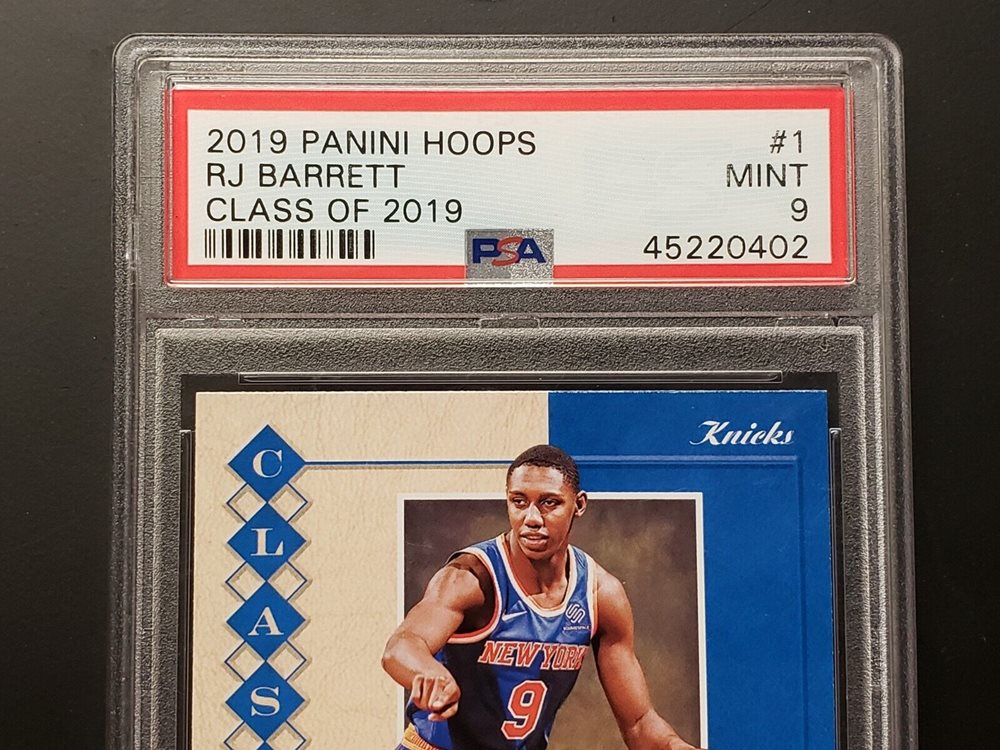 2019 PANINI HOOPS #1
RJ BARRETT MINT
CLASS OF 2019 9
PSA 45220402
Knicks
C
L
A
S
NEW YORK
9